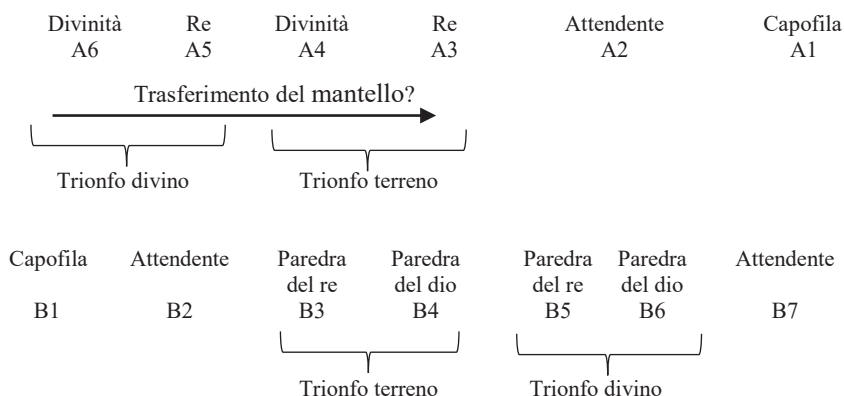 Divinità Re Divinità Re Attendente Capofila
A6 A5 A4 A3 A2 A1
Trasferimento del mantello?
Trionfo divino Trionfo terreno
Capofila Attendente Paredra Paredra Paredra Paredra Attendente
del re del dio del re del dio
B1 B2 B3 B4 B5 B6 B7
Trionfo terreno Trionfo divino